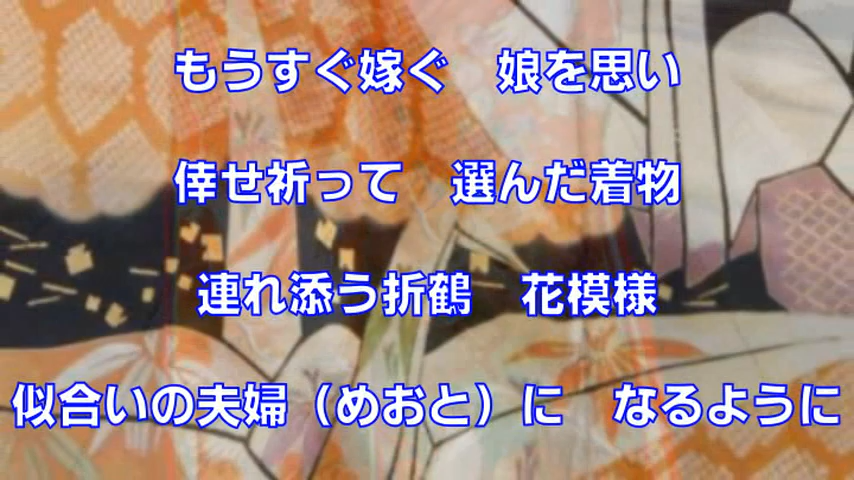 もうすぐ嫁ぐ　娘を思い
倖せ祈って　選んだ着物
連れ添う折鶴　花模様
似合いの夫婦（めおと）に　なるように